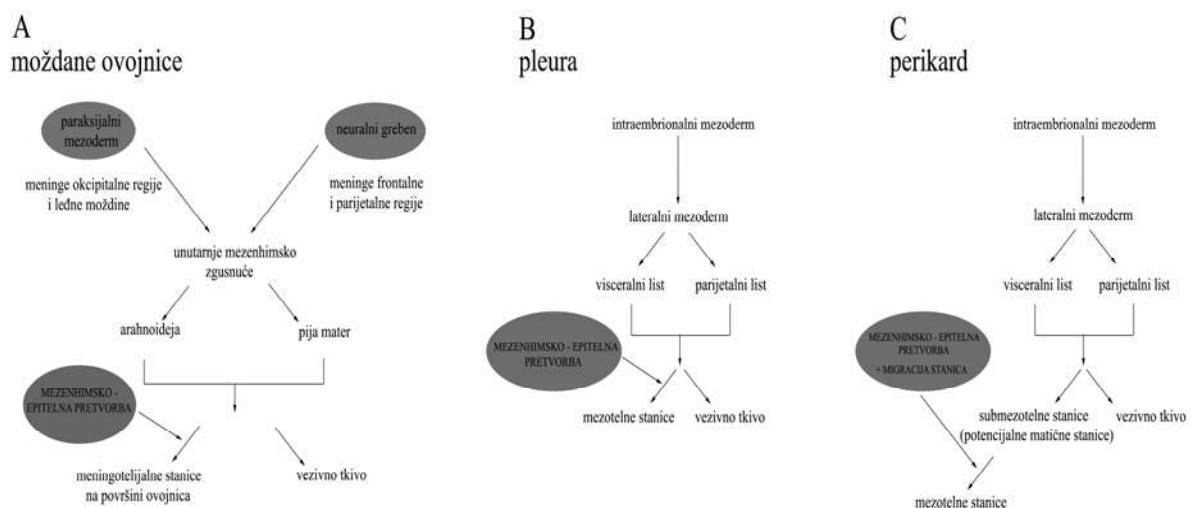 A
moždane ovojnice
paraksijalni
mezoderm
neuralni greben
meninge okcipitalne regije
i leđne moždine
meninge frontalne
i parijetalne regije
unutarnje mezenhimsko
zgusnuće
arahnoideja
pija mater
MEZENHIMSKO -
EPITELNA PRETVORBA
meningotelijalne stanice
na površini ovojnica
vezivno tkivo
B
pleura
intraembrionalni mezoderm
lateralni mezoderm
visceralni list
parijetalni list
MEZENHIMSKO - EPITELNA
PRETVORBA
mezotelne stanice
vezivno tkivo
C
perikard
intraembrionalni mezoderm
lateralni mezoderm
visceralni list
parijetalni list
MEZENHIMSKO - EPITELNA
PRETVORBA
+ MIGRACIJA STANICA
submezotelne stanice
(potencijalne matične stanice)
vezivno tkivo
mezotelne stanice